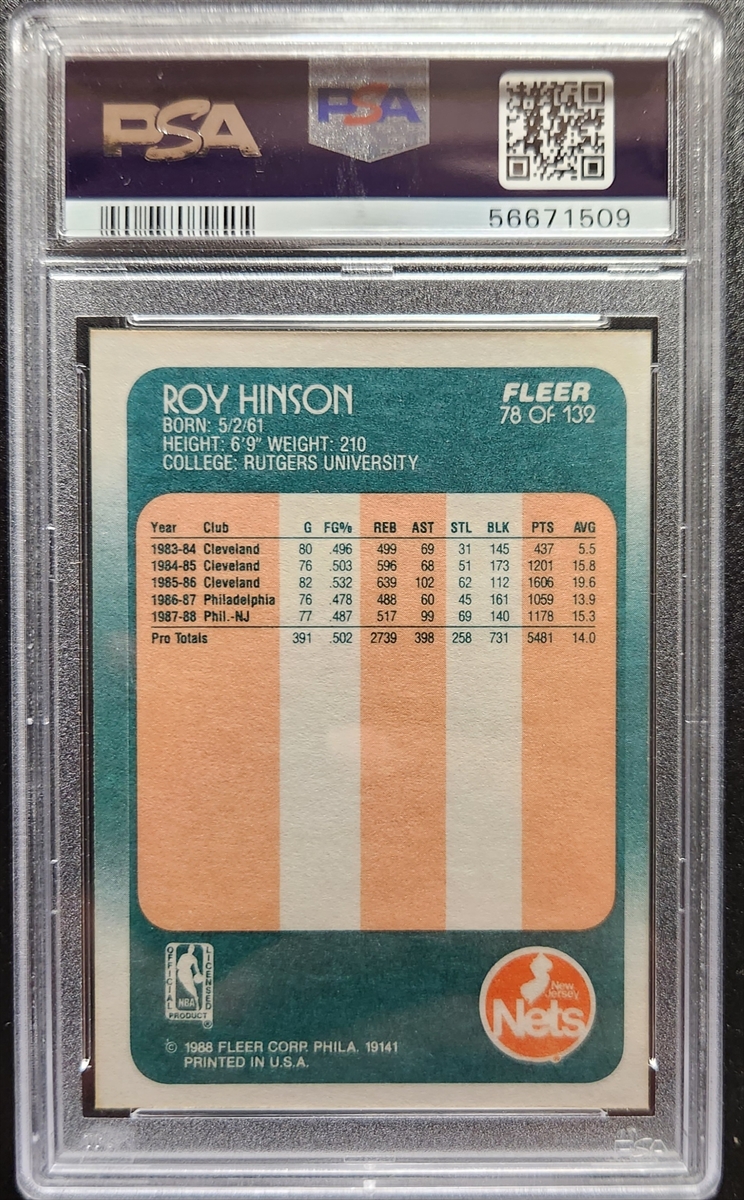 PSA
PSA
56671509
ROY HINSON
FLEER
78 OF 132
BORN: 5/2/61
HEIGHT: 6'9" WEIGHT: 210
COLLEGE: RUTGERS UNIVERSITY
Year Club G FG% REB AST STL BLK PTS AVG
1983-84 Cleveland 80 .496 499 69 31 145 437 5.5
1984-85 Cleveland 76 .503 596 68 51 173 1201 15.8
1985-86 Cleveland 82 .532 639 102 62 112 1606 19.6
1986-87 Philadelphia 76 .478 488 60 45 161 1059 13.9
1987-88 Phil.-NJ 77 .487 517 99 69 140 1178 15.3
Pro Totals 391 .502 2739 398 258 731 5481 14.0
OFFICIAL
LICENSED
NBA
PRODUCT
®
New
Jersey
Nets
© 1988 FLEER CORP. PHILA. 19141
PRINTED IN U.S.A.
PSA